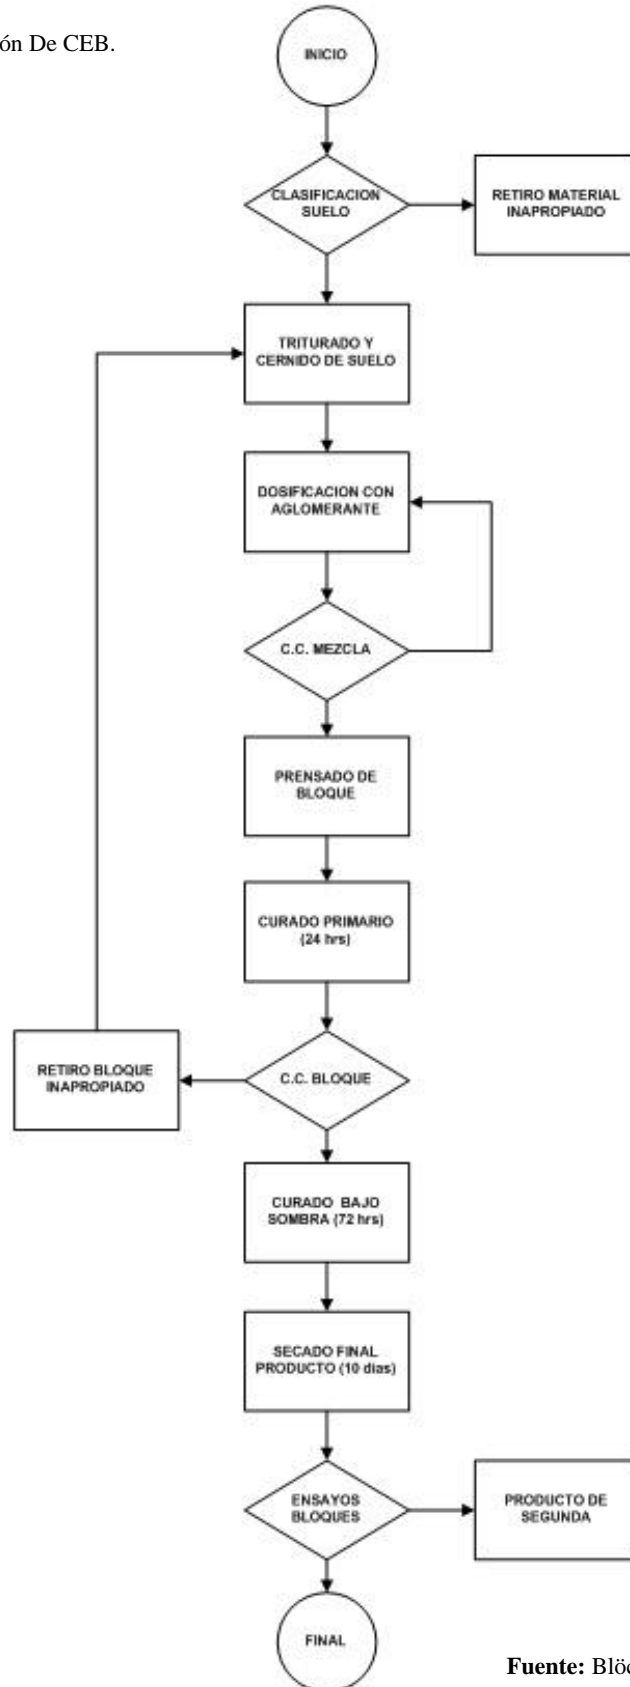 ón De CEB.
INICIO
CLASIFICACION
SUELO
RETIRO MATERIAL
INAPROPIADO
TRITURADO Y
CERNIDO DE SUELO
DOSIFICACION CON
AGLOMERANTE
C.C. MEZCLA
PRENSADO DE
BLOQUE
CURADO PRIMARIO
(24 hrs)
RETIRO BLOQUE
INAPROPIADO
C.C. BLOQUE
CURADO BAJO
SOMBRA (72 hrs)
SECADO FINAL
PRODUCTO (10 dias)
ENSAYOS
BLOQUES
PRODUCTO DE
SEGUNDA
FINAL
Fuente: Blöc